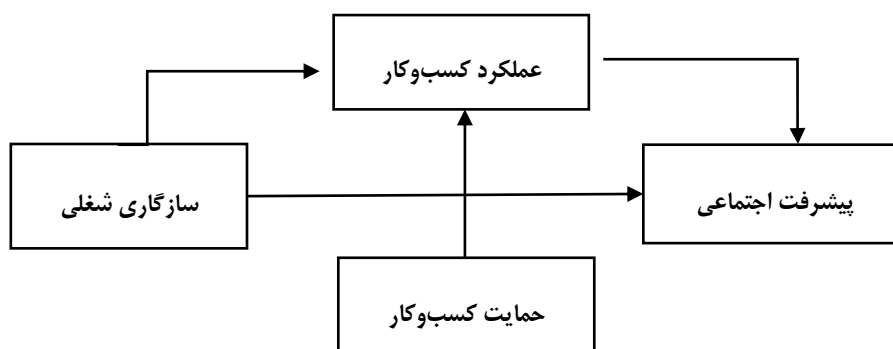 عملکرد کسب‌وکار
سازگاری شغلی
پیشرفت اجتماعی
حمایت کسب‌وکار